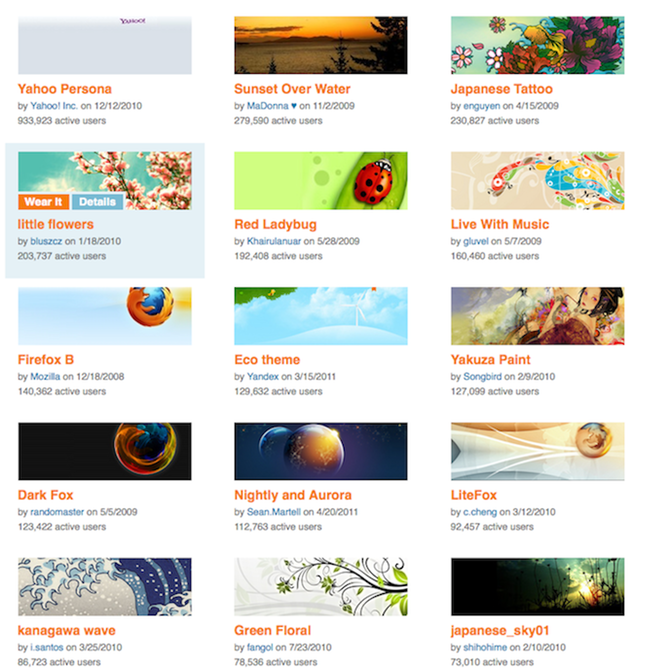 YAHOO!
Yahoo Persona
by Yahoo! Inc. on 12/12/2010
933,923 active users
Sunset Over Water
by MaDonna ♥ on 11/2/2009
279,590 active users
Japanese Tattoo
by enguyen on 4/15/2009
230,827 active users
Wear It
Details
little flowers
by bluszcz on 1/18/2010
203,737 active users
Red Ladybug
by Khairulanuar on 5/28/2009
192,408 active users
Live With Music
by gluvel on 5/7/2009
160,460 active users
Firefox B
by Mozilla on 12/18/2008
140,362 active users
Eco theme
by Yandex on 3/15/2011
129,632 active users
Yakuza Paint
by Songbird on 2/9/2010
127,099 active users
Dark Fox
by randomaster on 5/5/2009
123,422 active users
Nightly and Aurora
by Sean.Martell on 4/20/2011
112,763 active users
LiteFox
by c.cheng on 3/12/2010
92,457 active users
kanagawa wave
by i.santos on 3/25/2010
86,723 active users
Green Floral
by fangol on 7/23/2010
78,536 active users
japanese_sky01
by shihohime on 2/10/2010
73,010 active users